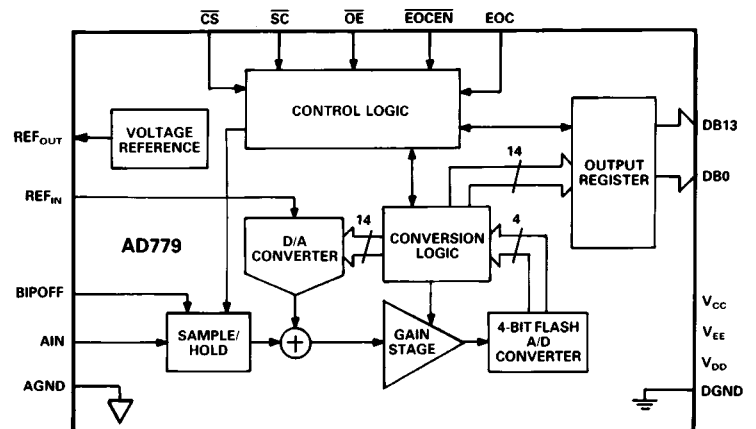 CS SC OE EOCEN EOC
CONTROL LOGIC
REFOUT
VOLTAGE
REFERENCE
14
OUTPUT
REGISTER
DB13
DB0
REFIN
AD779
D/A
CONVERTER
14
CONVERSION
LOGIC
4
BIPOFF
AIN
SAMPLE/
HOLD
+
GAIN
STAGE
4-BIT FLASH
A/D
CONVERTER
VCC
VEE
VDD
AGND
DGND